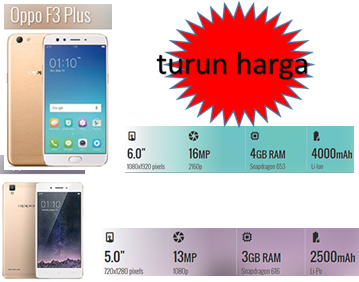 Oppo F3 Plus
turun harga
6.0"
16MP
4GB RAM
4000mAh
1080x1920 pixels
2160p
Snapdragon 653
Li-Ion
5.0"
13MP
3GB RAM
2500mAh
720x1280 pixels
1080p
Snapdragon 616
Li-Po